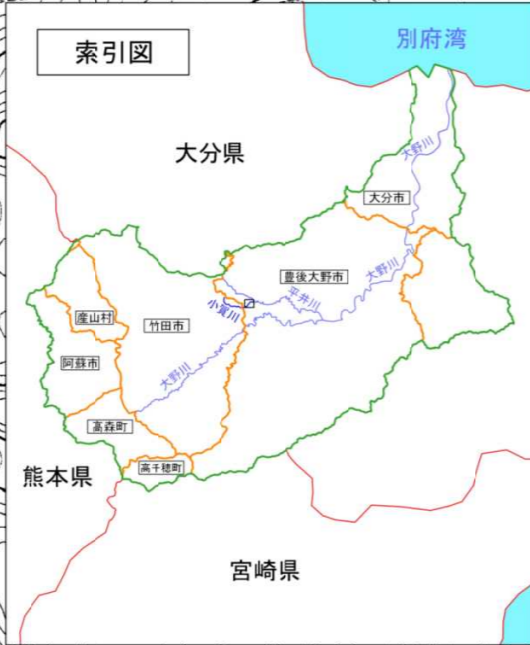 索引図
別府湾
大分県
大野川
大分市
豊後大野市
大野川
平井川
小賀川
産山村
竹田市
阿蘇市
大野川
高森町
高千穂町
熊本県
宮崎県